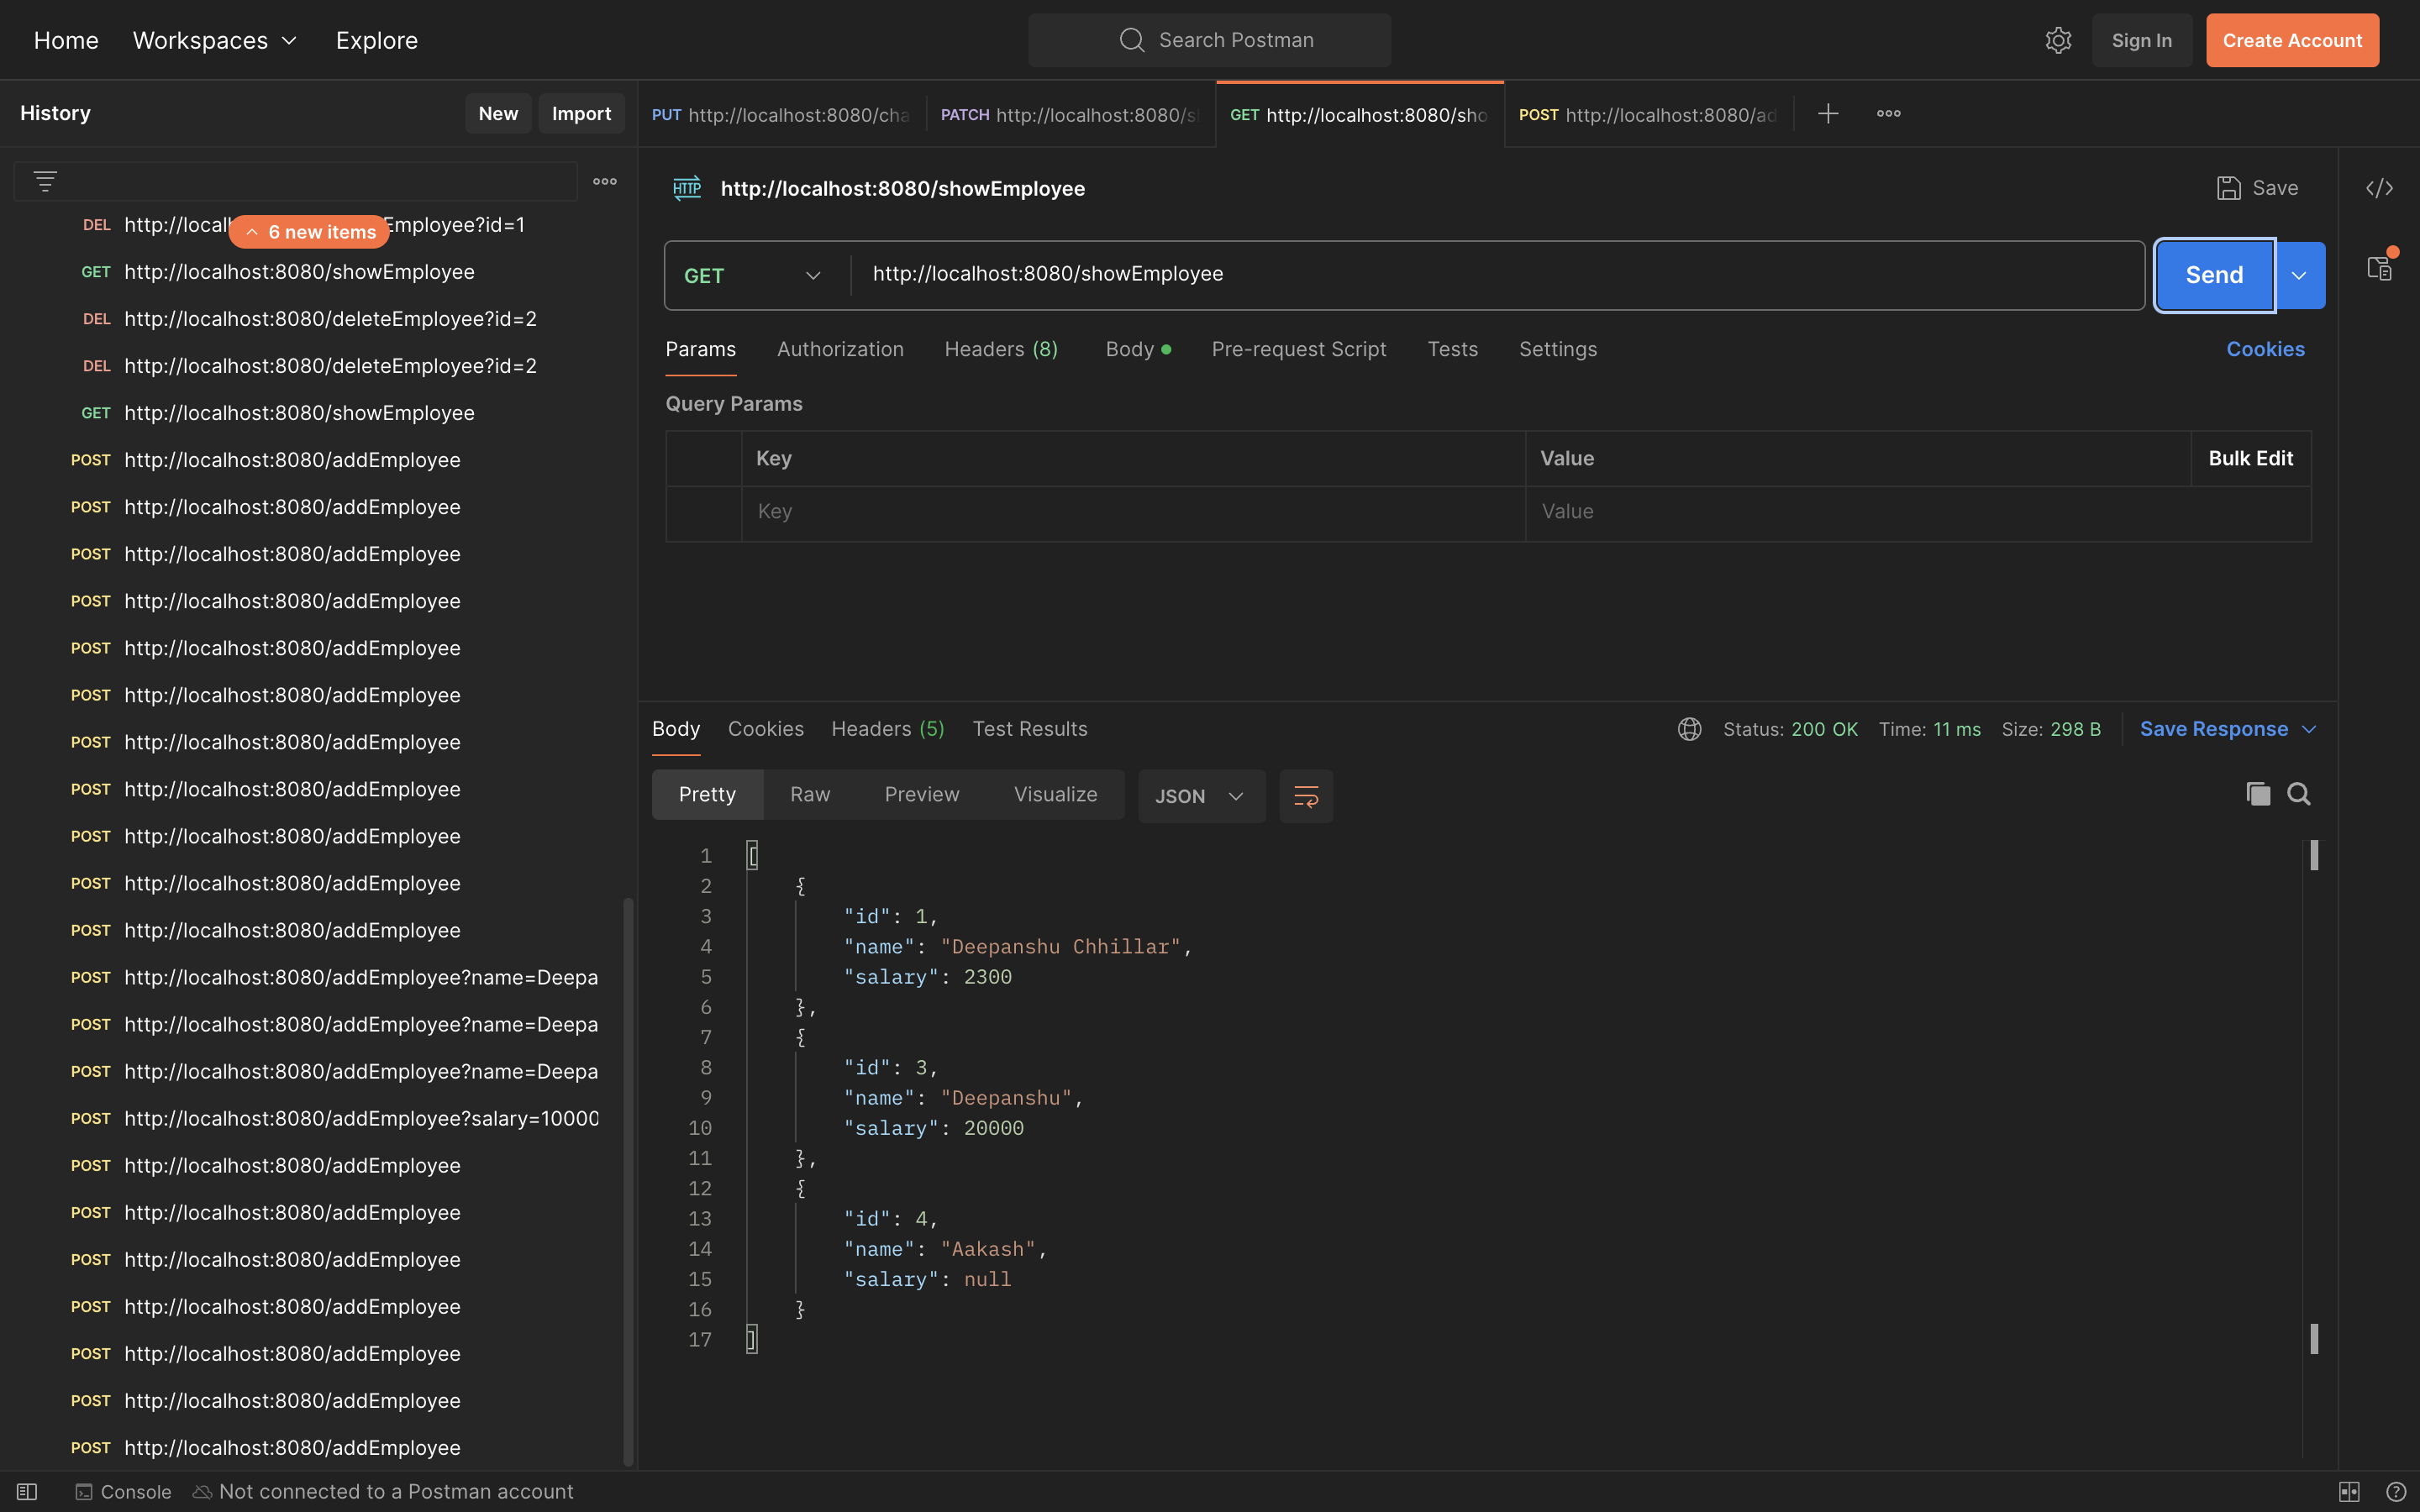 Home Workspaces Explore Search Postman Sign In Create Account
History New Import
PUT http://localhost:8080/cha PATCH http://localhost:8080/s GET http://localhost:8080/sho POST http://localhost:8080/ad
DEL http://local Employee?id=1
6 new items
GET http://localhost:8080/showEmployee
DEL http://localhost:8080/deleteEmployee?id=2
DEL http://localhost:8080/deleteEmployee?id=2
GET http://localhost:8080/showEmployee
POST http://localhost:8080/addEmployee
POST http://localhost:8080/addEmployee
POST http://localhost:8080/addEmployee
POST http://localhost:8080/addEmployee
POST http://localhost:8080/addEmployee
POST http://localhost:8080/addEmployee
POST http://localhost:8080/addEmployee
POST http://localhost:8080/addEmployee
POST http://localhost:8080/addEmployee
POST http://localhost:8080/addEmployee
POST http://localhost:8080/addEmployee
POST http://localhost:8080/addEmployee?name=Deepa
POST http://localhost:8080/addEmployee?name=Deepa
POST http://localhost:8080/addEmployee?name=Deepa
POST http://localhost:8080/addEmployee?salary=10000
POST http://localhost:8080/addEmployee
POST http://localhost:8080/addEmployee
POST http://localhost:8080/addEmployee
POST http://localhost:8080/addEmployee
POST http://localhost:8080/addEmployee
POST http://localhost:8080/addEmployee
POST http://localhost:8080/addEmployee
HTTP http://localhost:8080/showEmployee Save
GET http://localhost:8080/showEmployee Send
Params Authorization Headers (8) Body Pre-request Script Tests Settings Cookies
Query Params
Key Value Bulk Edit
Key Value
Body Cookies Headers (5) Test Results Status: 200 OK Time: 11 ms Size: 298 B Save Response
Pretty Raw Preview Visualize JSON
1 [
2 {
3 "id": 1,
4 "name": "Deepanshu Chhillar",
5 "salary": 2300
6 },
7 {
8 "id": 3,
9 "name": "Deepanshu",
10 "salary": 20000
11 },
12 {
13 "id": 4,
14 "name": "Aakash",
15 "salary": null
16 }
17 ]
Console Not connected to a Postman account